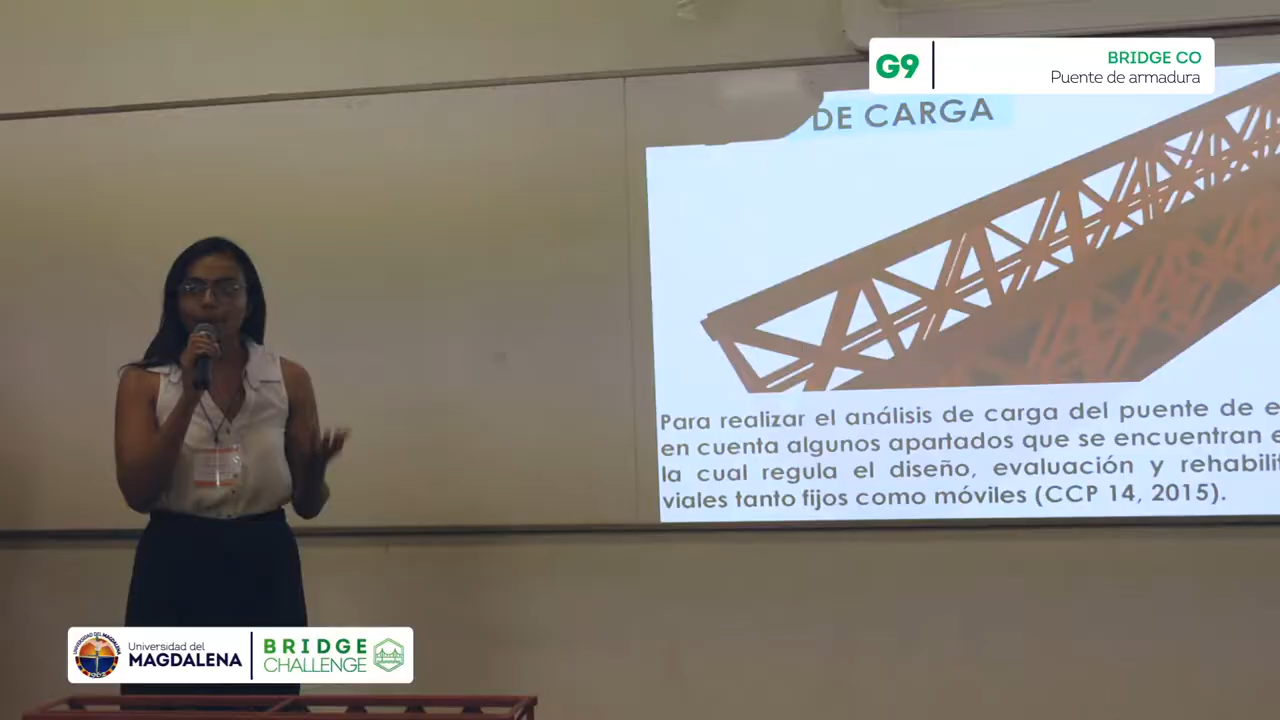 G9
BRIDGE CO
Puente de armadura
DE CARGA
Para realizar el análisis de carga del puente de e
en cuenta algunos apartados que se encuentran e
la cual regula el diseño, evaluación y rehabilit
viales tanto fijos como móviles (CCP 14, 2015).
Universidad del
MAGDALENA
BRIDGE
CHALLENGE